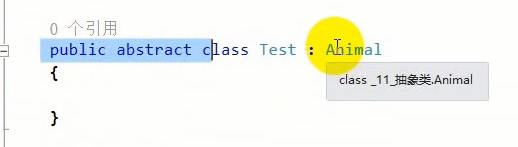 0 个引用
public abstract class Test : Animal
{
class _11_抽象类.Animal
}